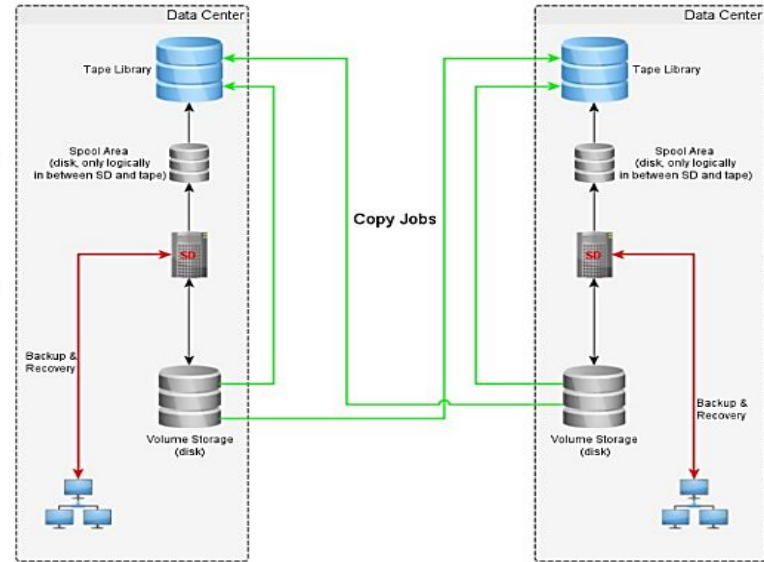 Data Center
Tape Library
Spool Area
(disk, only logically
in between SD and tape)
SD
Backup &
Recovery
Volume Storage
(disk)
Copy Jobs
Data Center
Tape Library
Spool Area
(disk, only logically
in between SD and tape)
SD
Backup &
Recovery
Volume Storage
(disk)